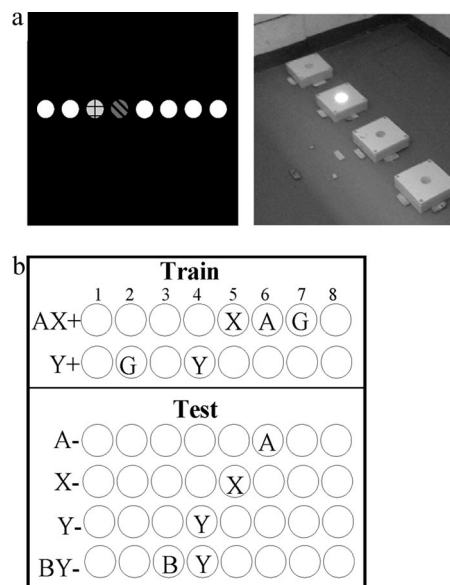 a
b
Train
1 2 3 4 5 6 7 8
AX+ X A G
Y+ G Y
Test
A- A
X- X
Y- Y
BY- B Y